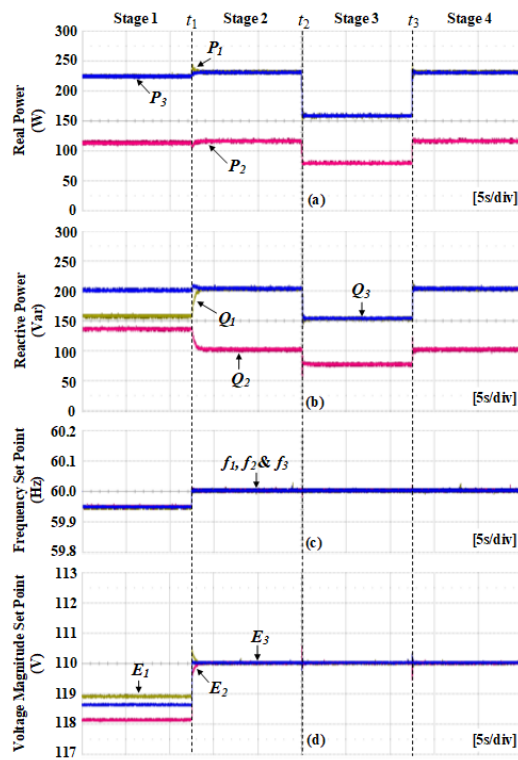 Stage 1 t1 Stage 2 t2 Stage 3 t3 Stage 4
Real Power
(W)
300
250
200
150
100
50
0
P1
P3
P2
(a)
[5s/div]
Reactive Power
(Var)
300
250
200
150
100
50
0
Q1
Q3
Q2
(b)
[5s/div]
Frequency Set Point
(Hz)
60.2
60.1
60.0
59.9
59.8
f1, f2 & f3
(c)
[5s/div]
Voltage Magnitude Set Point
(V)
113
111
110
110
119
118
117
E3
E1
E2
(d)
[5s/div]